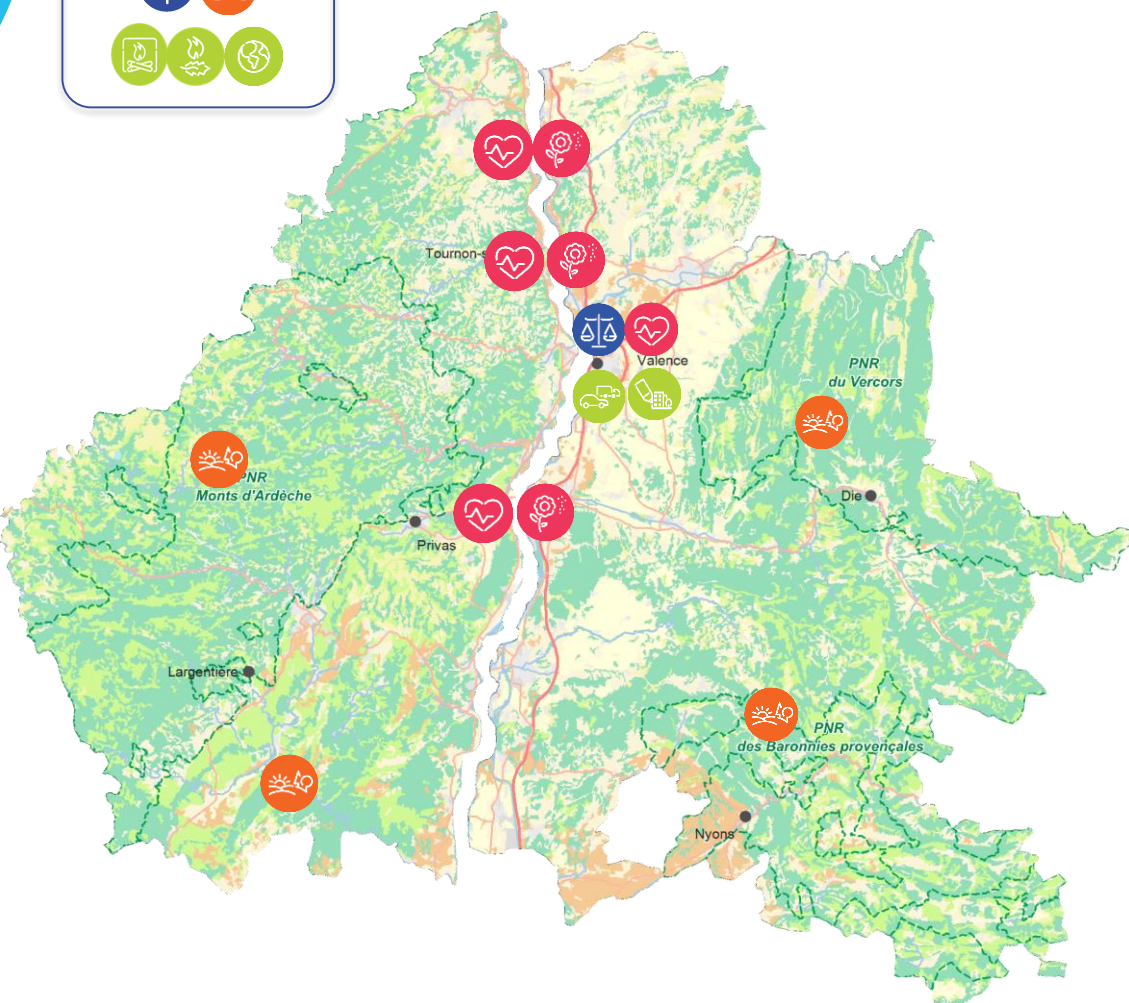 Tournon-s
Valence
PNR
du Vercors
PNR
Monts d'Ardèche
Die
Privas
Largentière
PNR
des Baronnies provençales
Nyons